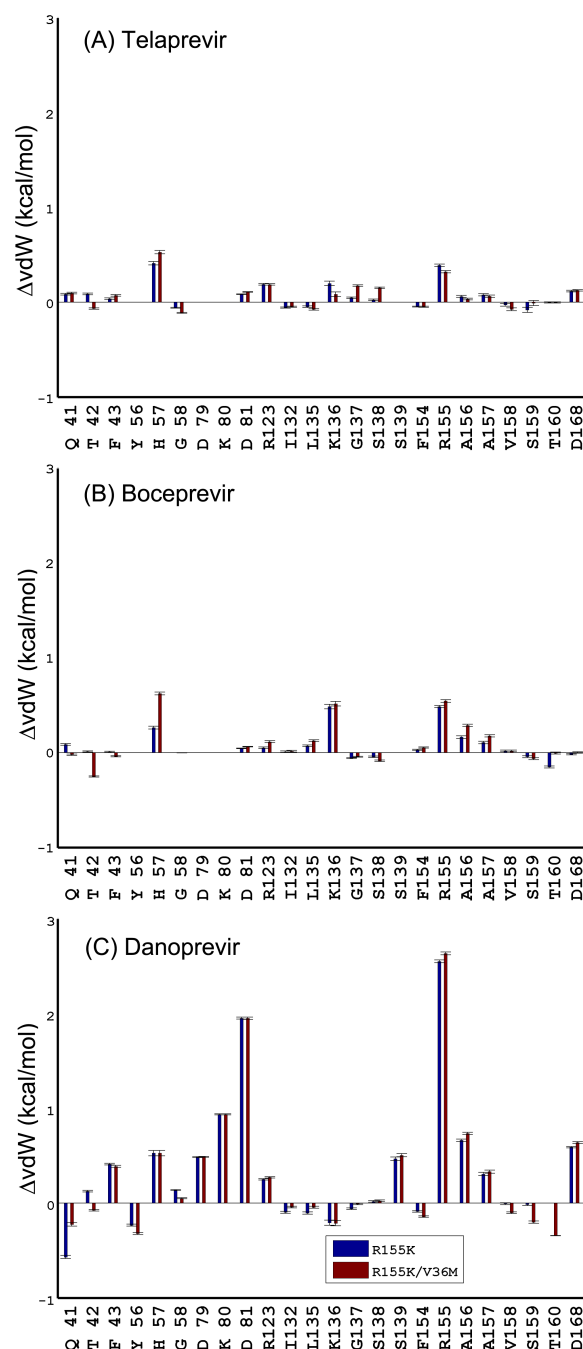 (A) Telaprevir
ΔvdW (kcal/mol)
3
2
1
0
−1
Q 41
T 42
F 43
Y 56
H 57
G 58
D 79
K 80
D 81
R123
I132
L135
K136
G137
S138
S139
F154
R155
A156
A157
V158
S159
T160
D168
(B) Boceprevir
ΔvdW (kcal/mol)
3
2
1
0
−1
Q 41
T 42
F 43
Y 56
H 57
G 58
D 79
K 80
D 81
R123
I132
L135
K136
G137
S138
S139
F154
R155
A156
A157
V158
S159
T160
D168
(C) Danoprevir
ΔvdW (kcal/mol)
3
2
1
0
−1
R155K
R155K/V36M
Q 41
T 42
F 43
Y 56
H 57
G 58
D 79
K 80
D 81
R123
I132
L135
K136
G137
S138
S139
F154
R155
A156
A157
V158
S159
T160
D168